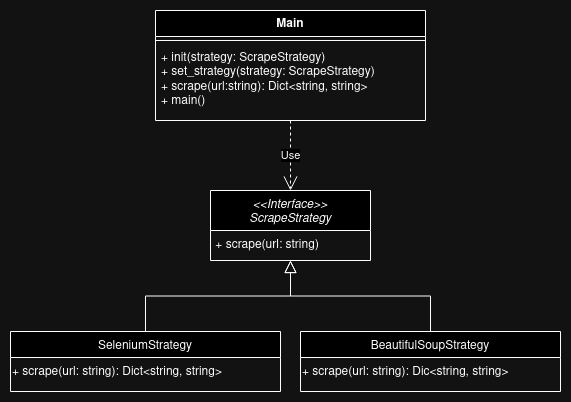 Main
+ init(strategy: ScrapeStrategy)
+ set_strategy(strategy: ScrapeStrategy)
+ scrape(url:string): Dict<string, string>
+ main()
Use
<<Interface>>
ScrapeStrategy
+ scrape(url: string)
SeleniumStrategy
+ scrape(url: string): Dict<string, string>
BeautifulSoupStrategy
+ scrape(url: string): Dic<string, string>